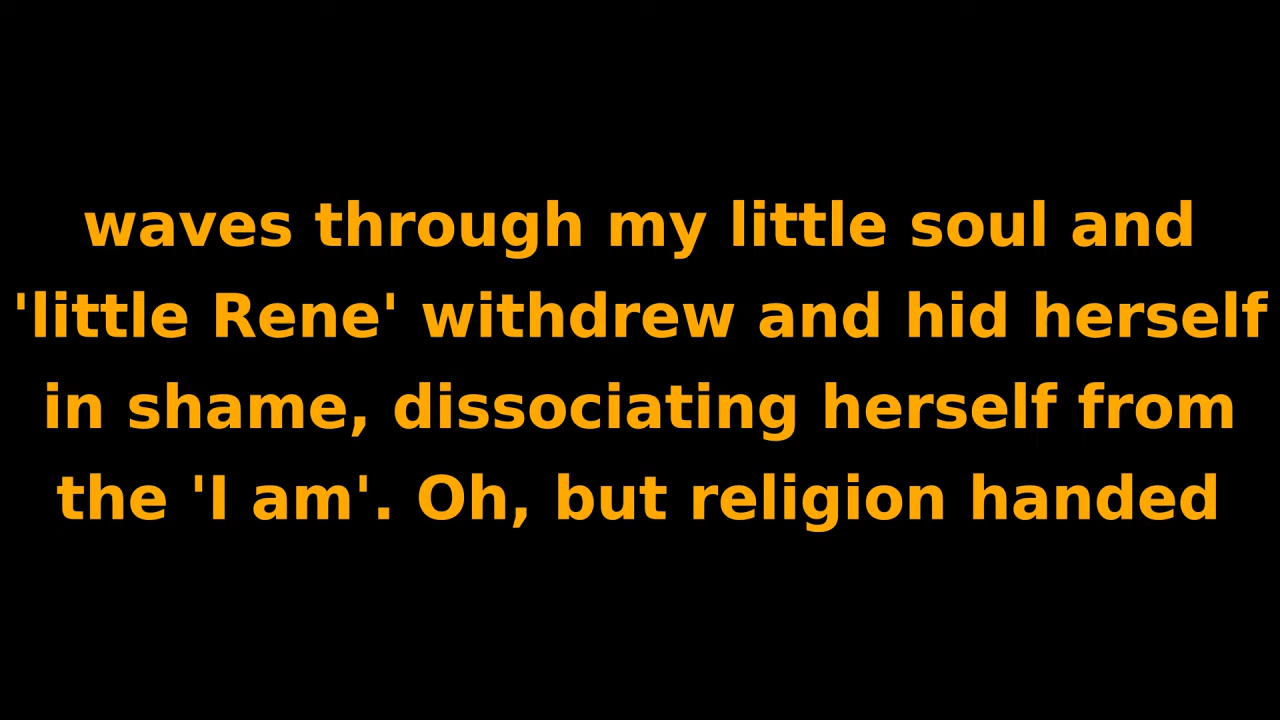 waves through my little soul and
'little Rene' withdrew and hid herself
in shame, dissociating herself from
the 'I am'. Oh, but religion handed